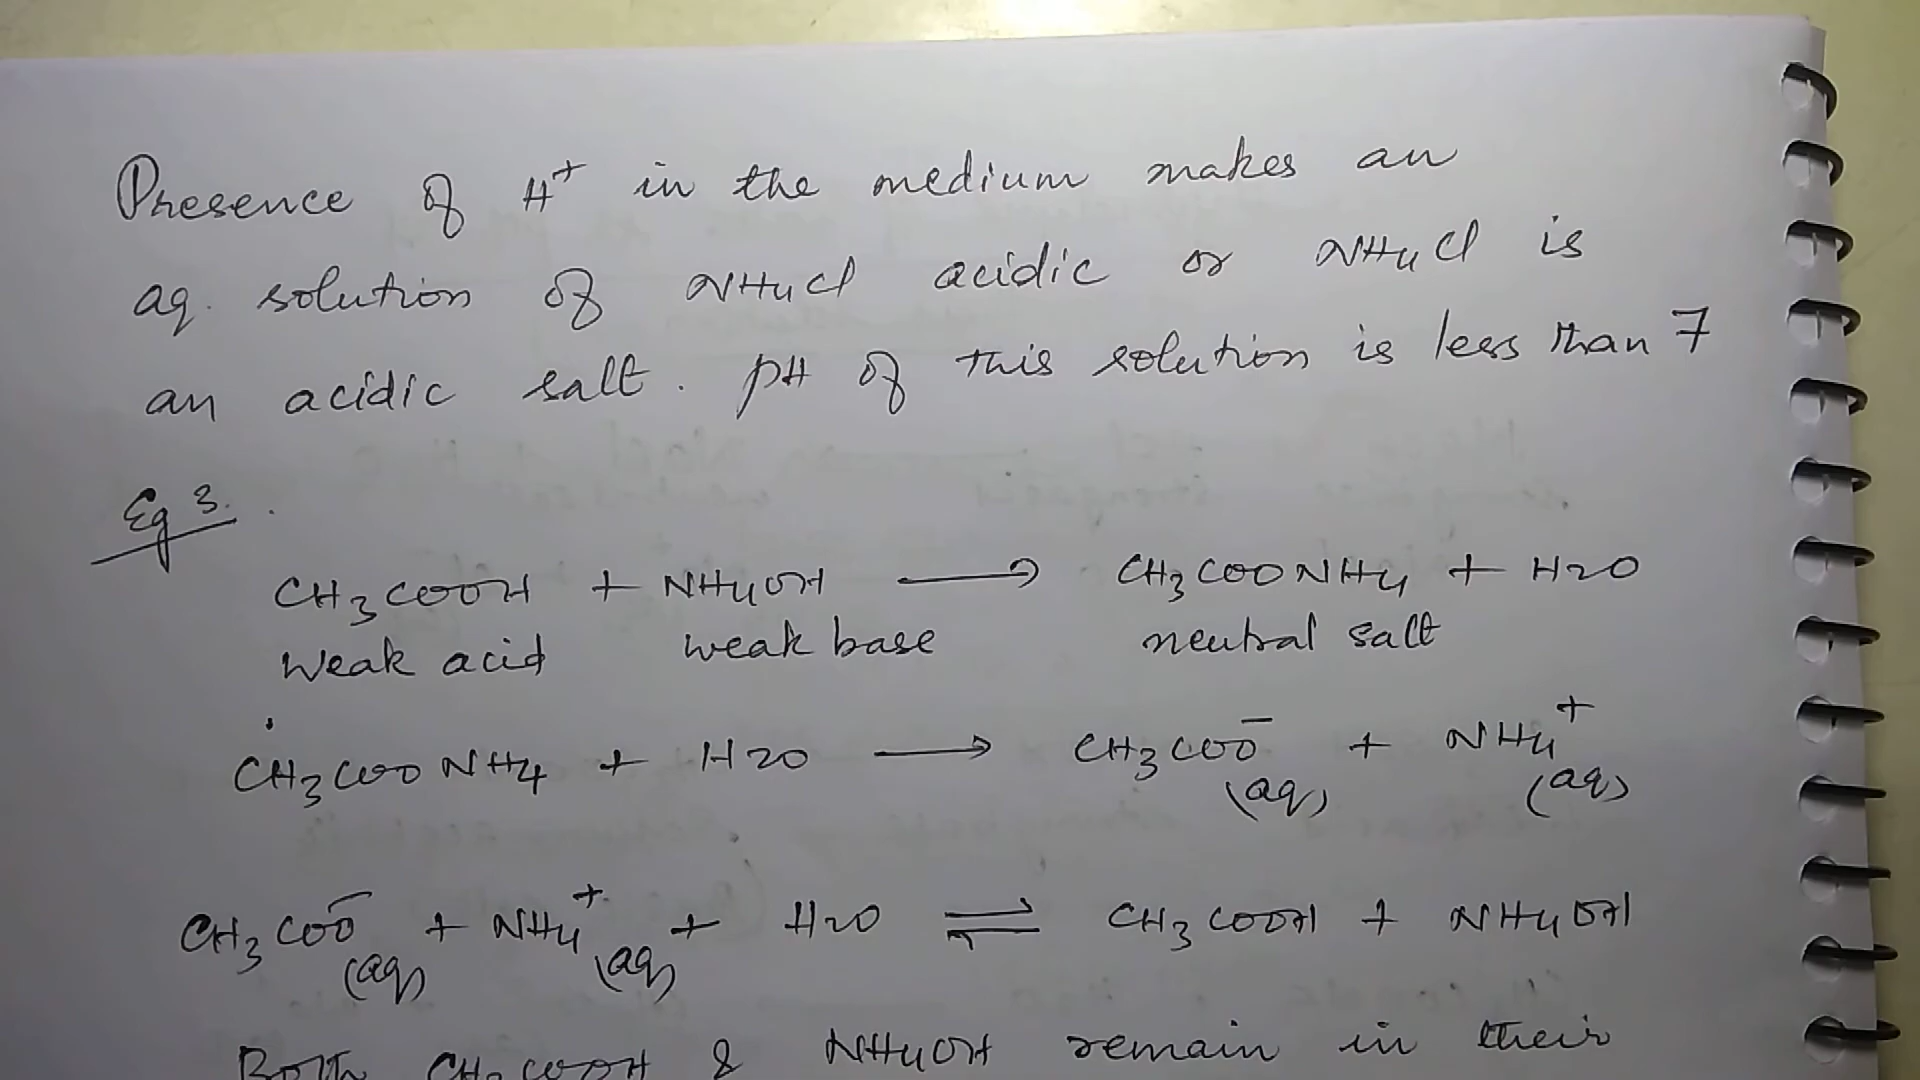 Presence of H⁺ in the medium makes an
aq. solution of NH4Cl acidic or NH4Cl is
an acidic salt. pH of this solution is less than 7
Eg 3.
CH3COOH + NH4OH ⟶ CH3COONH4 + H2O
weak acid weak base neutral salt
CH3COONH4 + H2O ⟶ CH3COO⁻ (aq) + NH4⁺ (aq)
CH3COO⁻ (aq) + NH4⁺ (aq) + H2O ⇌ CH3COOH + NH4OH
Both CH3COOH & NH4OH remain in their